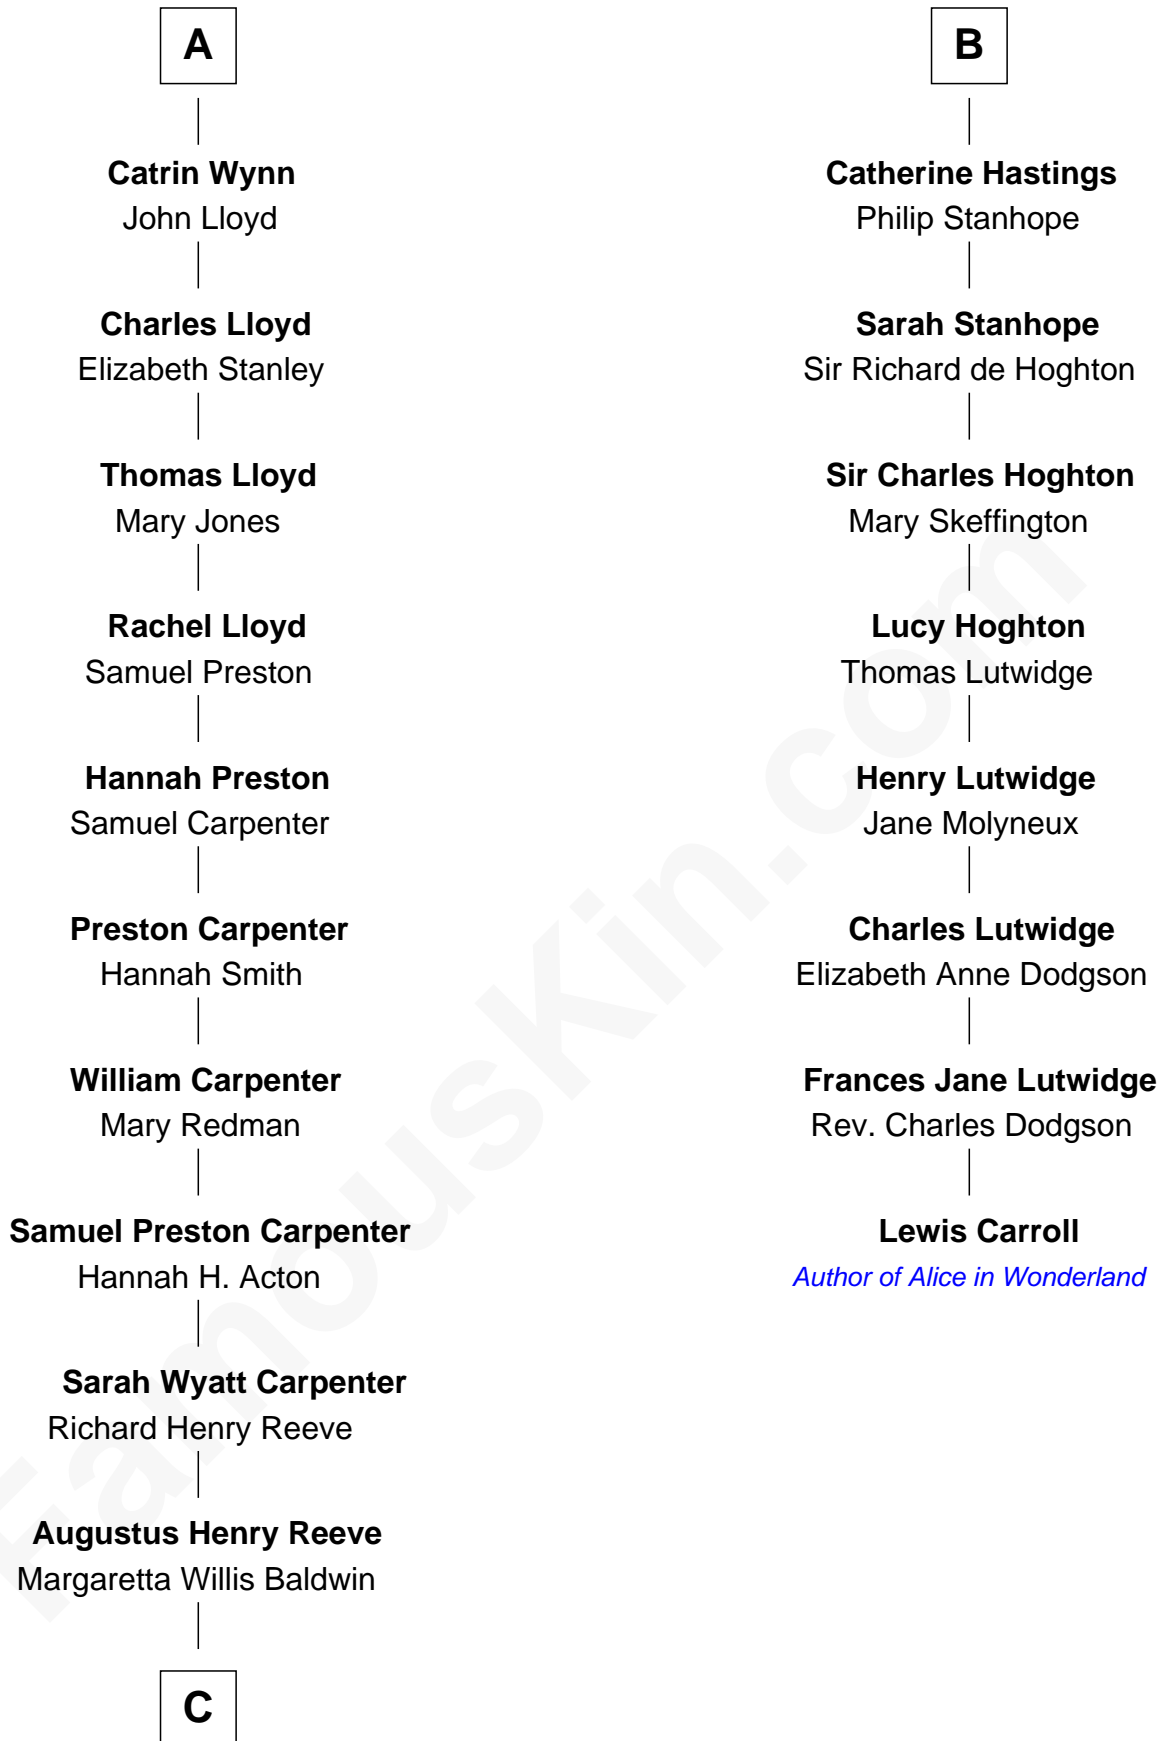 A
Catrin Wynn
John Lloyd
Charles Lloyd
Elizabeth Stanley
Thomas Lloyd
Mary Jones
Rachel Lloyd
Samuel Preston
Hannah Preston
Samuel Carpenter
Preston Carpenter
Hannah Smith
William Carpenter
Mary Redman
Samuel Preston Carpenter
Hannah H. Acton
Sarah Wyatt Carpenter
Richard Henry Reeve
Augustus Henry Reeve
Margaretta Willis Baldwin
C
B
Catherine Hastings
Philip Stanhope
Sarah Stanhope
Sir Richard de Hoghton
Sir Charles Hoghton
Mary Skeffington
Lucy Hoghton
Thomas Lutwidge
Henry Lutwidge
Jane Molyneux
Charles Lutwidge
Elizabeth Anne Dodgson
Frances Jane Lutwidge
Rev. Charles Dodgson
Lewis Carroll
Author of Alice in Wonderland
FamousKin.com